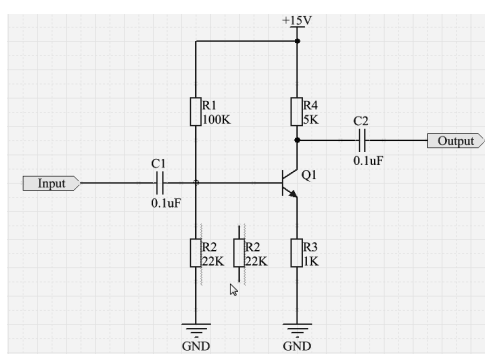 +15V
R1
100K
R4
5K
C2
0.1uF
Output
C1
0.1uF
Input
Q1
R2
22K
R2
22K
R3
1K
GND
GND